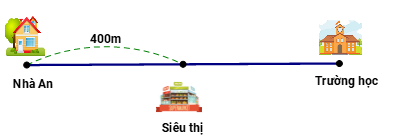 400m
Nhà An
Trường học
Siêu thị